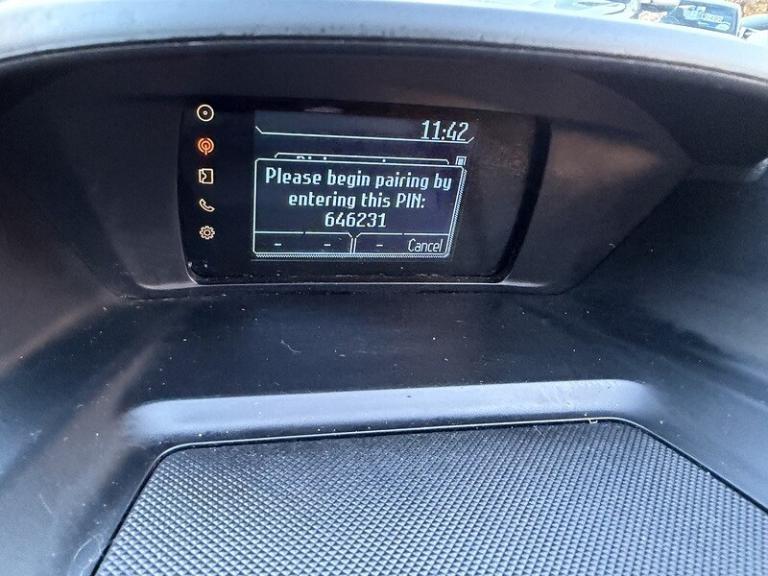 11:42
Please begin pairing by
entering this PIN:
646231
- - - Cancel